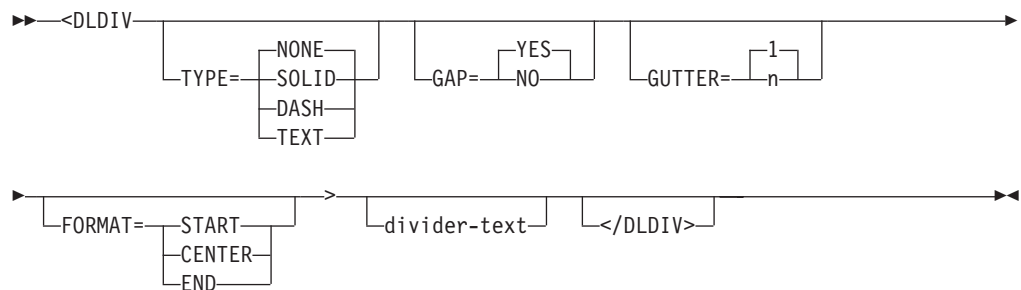 <DLDIV
NONE YES 1
TYPE= SOLID GAP= NO GUTTER= n
DASH
TEXT
>
FORMAT= START divider-text </DLDIV>
CENTER
END